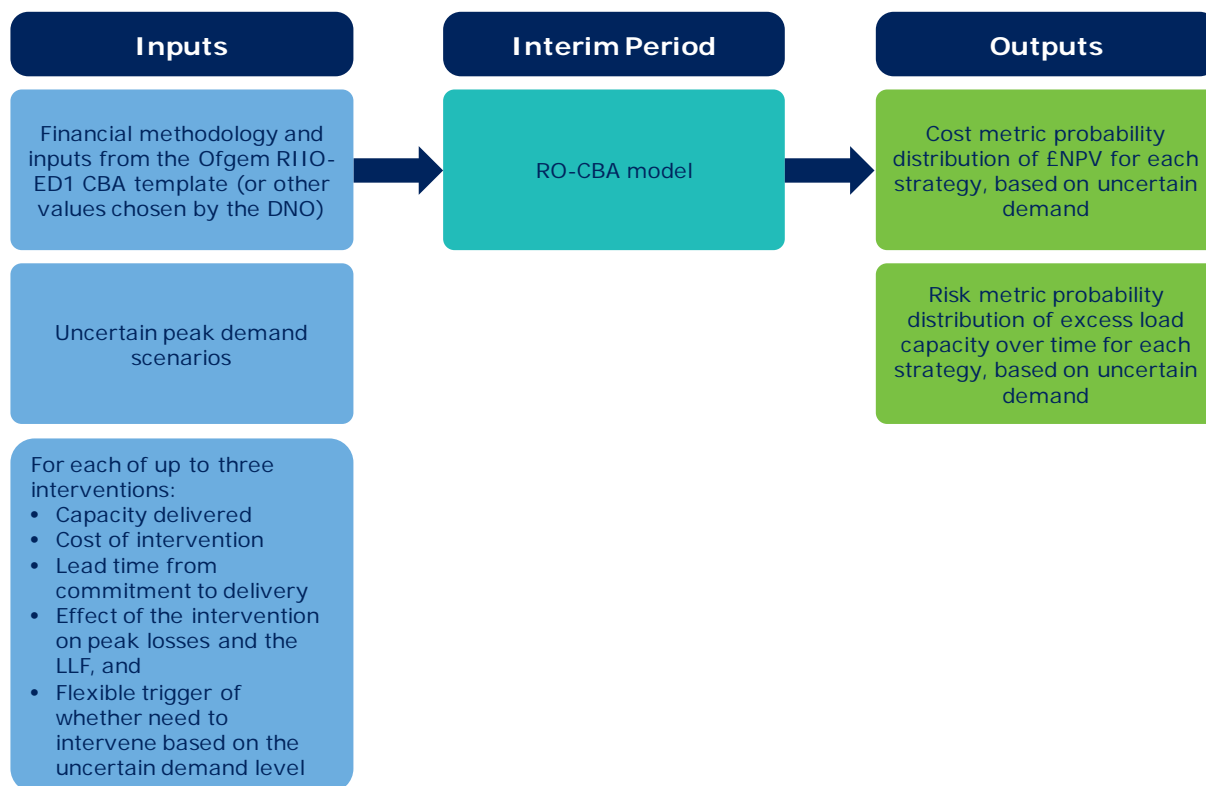 Inputs
Interim Period
Outputs
Financial methodology and
inputs from the Ofgem RIIO-
ED1 CBA template (or other
values chosen by the DNO)
RO-CBA model
Cost metric probability
distribution of £NPV for each
strategy, based on uncertain
demand
Uncertain peak demand
scenarios
Risk metric probability
distribution of excess load
capacity over time for each
strategy, based on uncertain
demand
For each of up to three
interventions:
• Capacity delivered
• Cost of intervention
• Lead time from
commitment to delivery
• Effect of the intervention
on peak losses and the
LLF, and
• Flexible trigger of
whether need to
intervene based on the
uncertain demand level